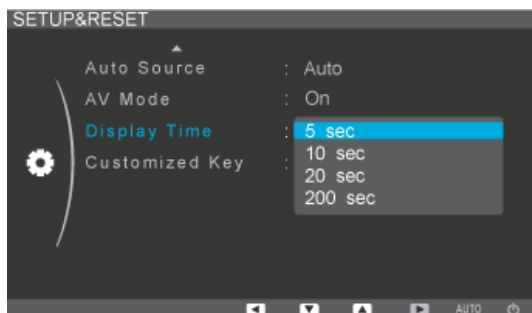 SETUP&RESET
Auto Source : Auto
AV Mode : On
Display Time : 5 sec
10 sec
Customized Key :
20 sec
200 sec
AUTO